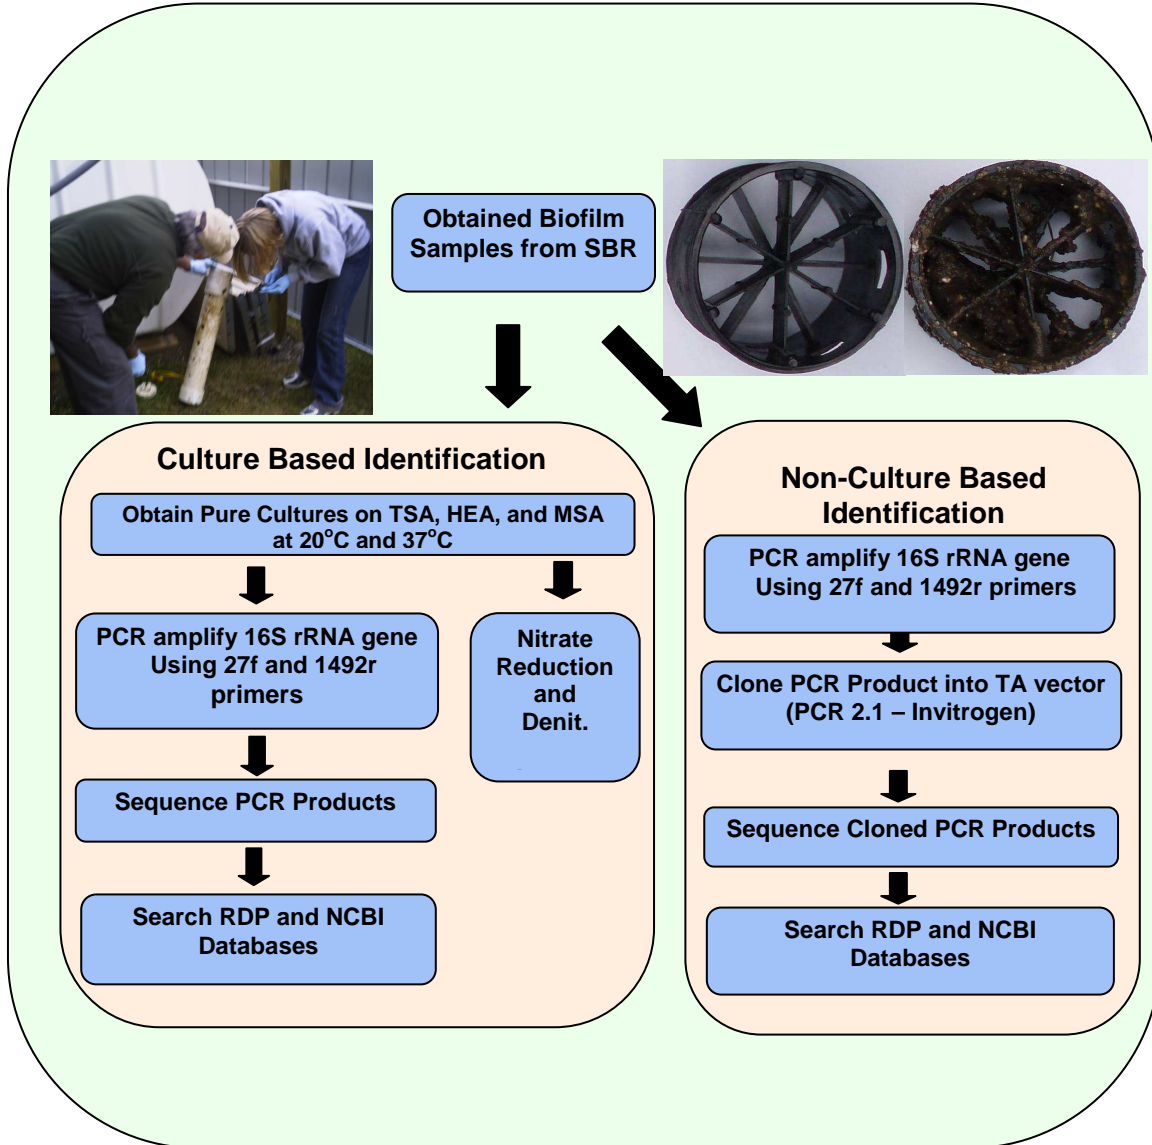 Obtained Biofilm
Samples from SBR
Culture Based Identification
Obtain Pure Cultures on TSA, HEA, and MSA
at 20°C and 37°C
PCR amplify 16S rRNA gene
Using 27f and 1492r
primers
Nitrate
Reduction
and
Denit.
Sequence PCR Products
Search RDP and NCBI
Databases
Non-Culture Based
Identification
PCR amplify 16S rRNA gene
Using 27f and 1492r primers
Clone PCR Product into TA vector
(PCR 2.1 – Invitrogen)
Sequence Cloned PCR Products
Search RDP and NCBI
Databases